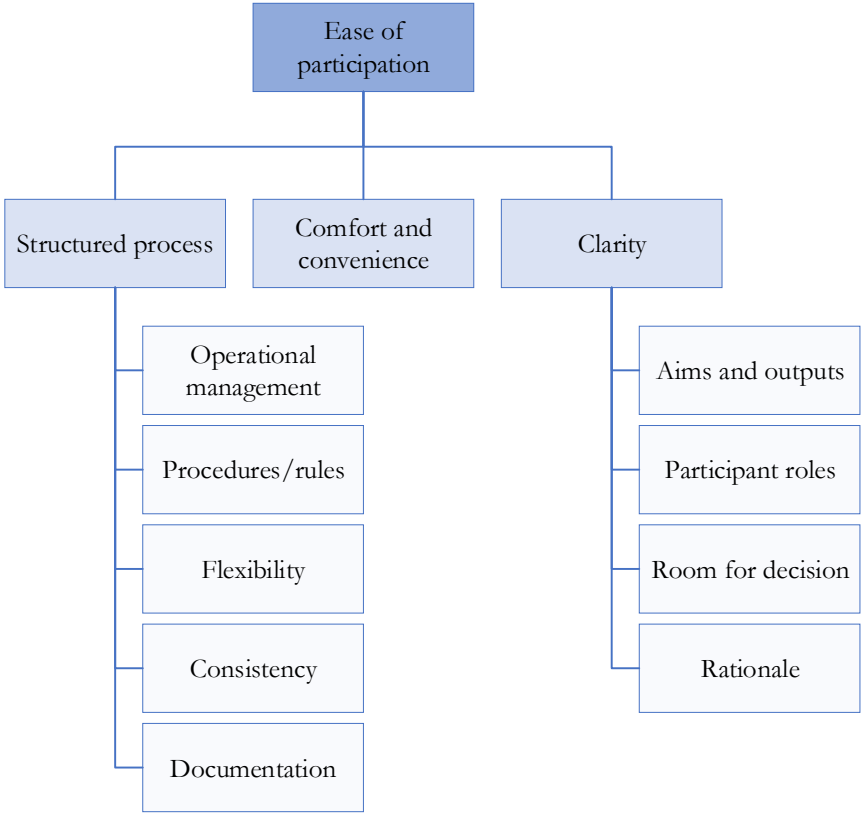 Ease of
participation
Structured process
Comfort and
convenience
Clarity
Operational
management
Procedures/rules
Flexibility
Consistency
Documentation
Aims and outputs
Participant roles
Room for decision
Rationale